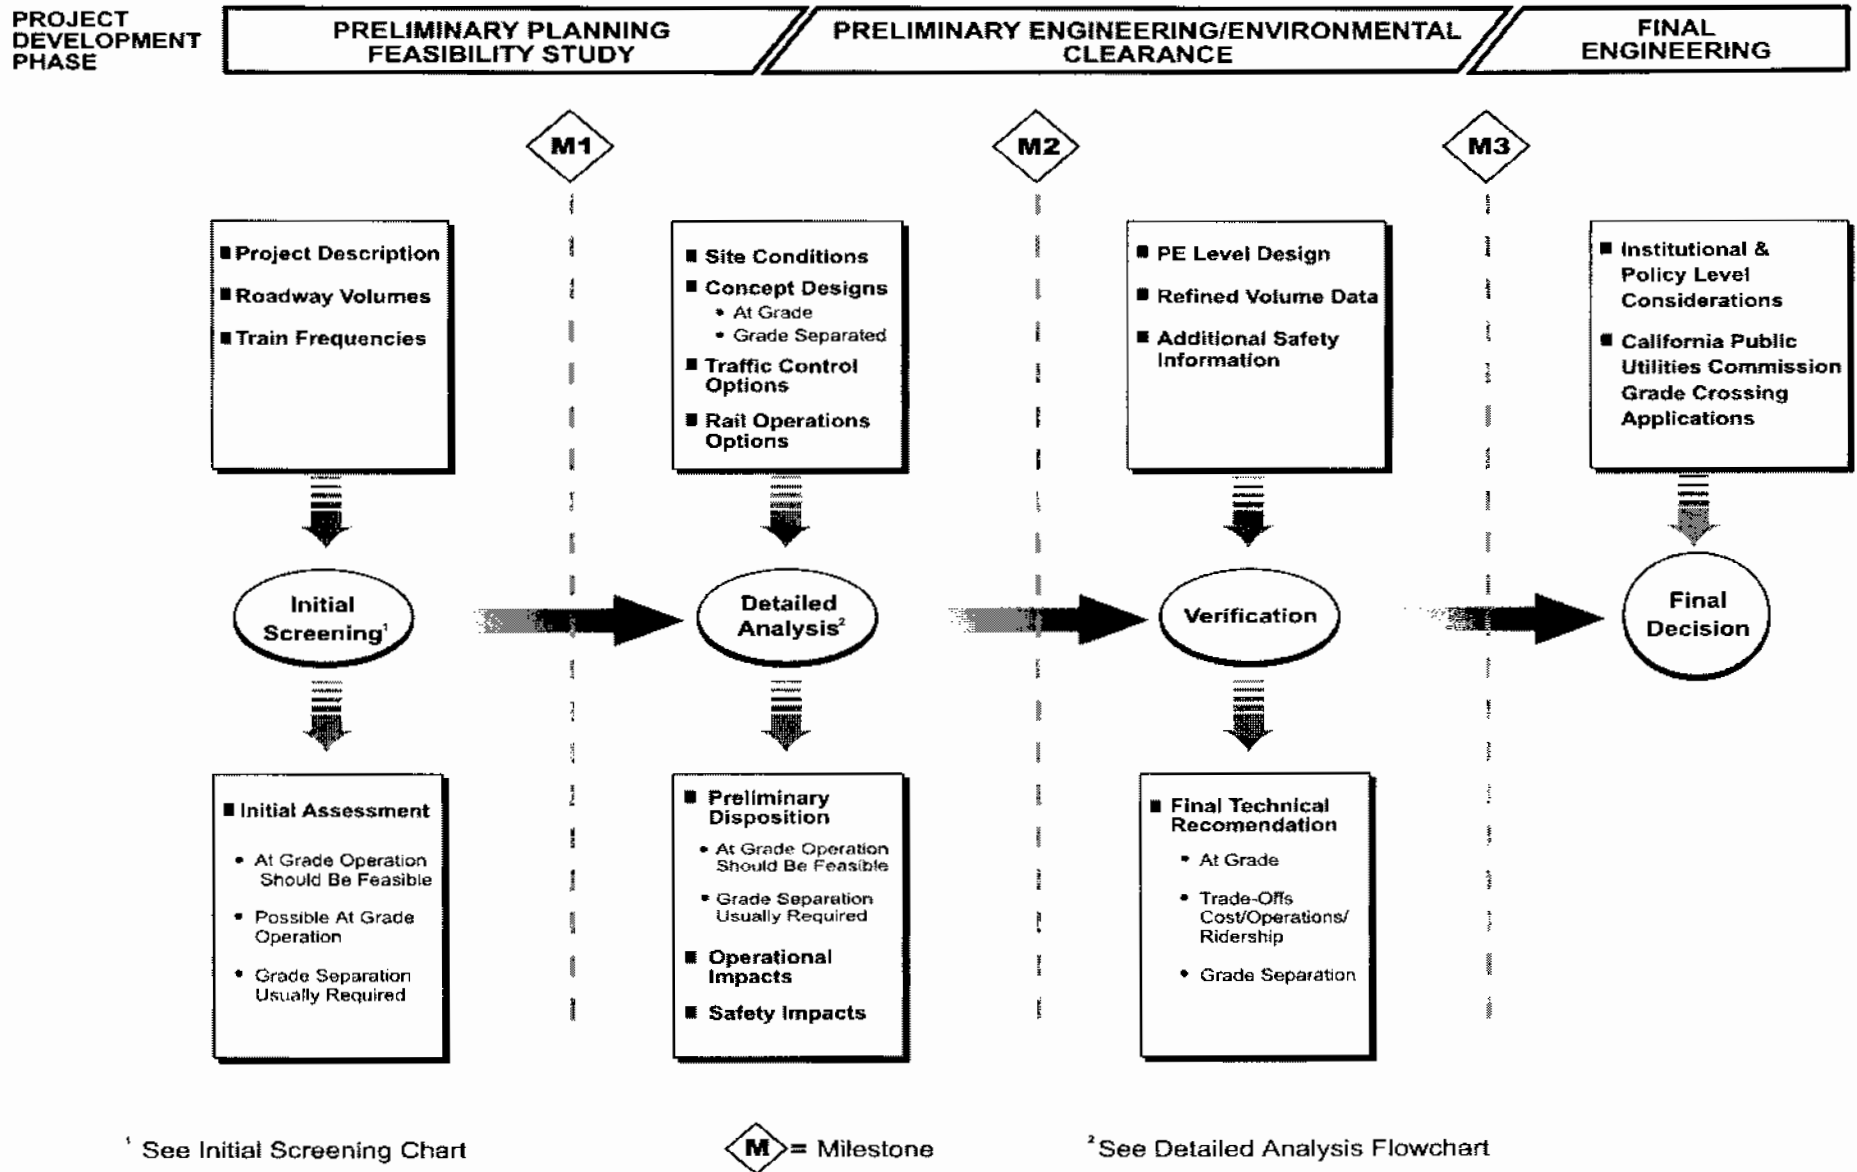 PROJECT
DEVELOPMENT
PHASE
PRELIMINARY PLANNING
FEASIBILITY STUDY
PRELIMINARY ENGINEERING/ENVIRONMENTAL
CLEARANCE
FINAL
ENGINEERING
M1
M2
M3
■ Project Description
■ Roadway Volumes
■ Train Frequencies
■ Site Conditions
■ Concept Designs
• At Grade
• Grade Separated
■ Traffic Control
Options
■ Rail Operations
Options
■ PE Level Design
■ Refined Volume Data
■ Additional Safety
Information
■ Institutional &
Policy Level
Considerations
■ California Public
Utilities Commission
Grade Crossing
Applications
Initial
Screening¹
Detailed
Analysis²
Verification
Final
Decision
■ Initial Assessment
• At Grade Operation
Should Be Feasible
• Possible At Grade
Operation
• Grade Separation
Usually Required
■ Preliminary
Disposition
• At Grade Operation
Should Be Feasible
• Grade Separation
Usually Required
■ Operational
Impacts
■ Safety Impacts
■ Final Technical
Recomendation
• At Grade
• Trade-Offs
Cost/Operations/
Ridership
• Grade Separation
¹ See Initial Screening Chart
M = Milestone
² See Detailed Analysis Flowchart